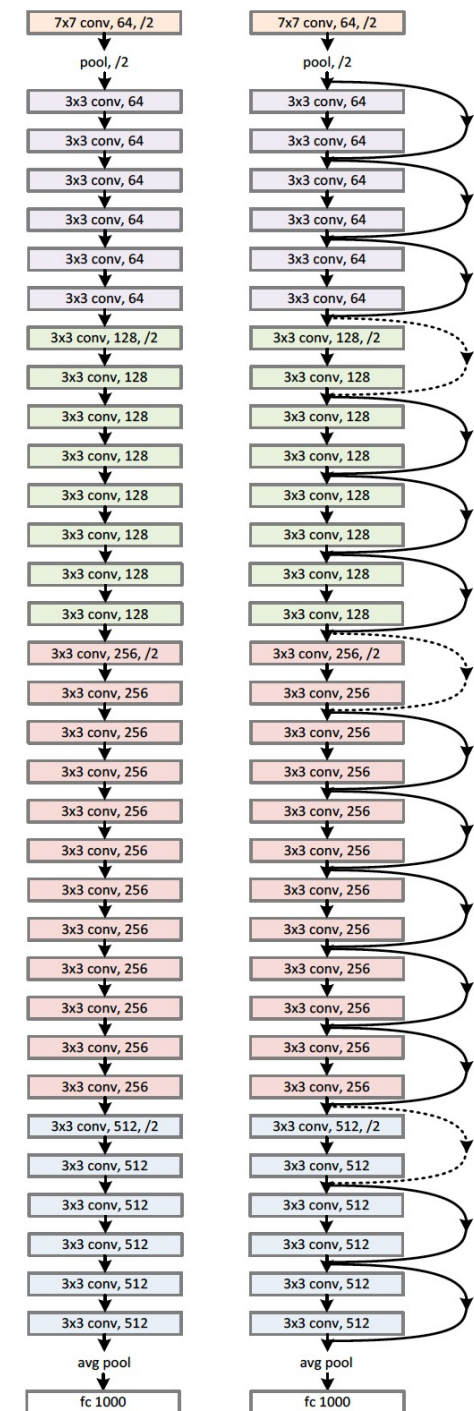 7x7 conv, 64, /2
pool, /2
3x3 conv, 64
3x3 conv, 64
3x3 conv, 64
3x3 conv, 64
3x3 conv, 64
3x3 conv, 64
3x3 conv, 128, /2
3x3 conv, 128
3x3 conv, 128
3x3 conv, 128
3x3 conv, 128
3x3 conv, 128
3x3 conv, 128
3x3 conv, 128
3x3 conv, 256, /2
3x3 conv, 256
3x3 conv, 256
3x3 conv, 256
3x3 conv, 256
3x3 conv, 256
3x3 conv, 256
3x3 conv, 256
3x3 conv, 256
3x3 conv, 256
3x3 conv, 256
3x3 conv, 256
3x3 conv, 512, /2
3x3 conv, 512
3x3 conv, 512
3x3 conv, 512
3x3 conv, 512
3x3 conv, 512
avg pool
fc 1000
7x7 conv, 64, /2
pool, /2
3x3 conv, 64
3x3 conv, 64
3x3 conv, 64
3x3 conv, 64
3x3 conv, 64
3x3 conv, 64
3x3 conv, 128, /2
3x3 conv, 128
3x3 conv, 128
3x3 conv, 128
3x3 conv, 128
3x3 conv, 128
3x3 conv, 128
3x3 conv, 128
3x3 conv, 256, /2
3x3 conv, 256
3x3 conv, 256
3x3 conv, 256
3x3 conv, 256
3x3 conv, 256
3x3 conv, 256
3x3 conv, 256
3x3 conv, 256
3x3 conv, 256
3x3 conv, 256
3x3 conv, 256
3x3 conv, 512, /2
3x3 conv, 512
3x3 conv, 512
3x3 conv, 512
3x3 conv, 512
3x3 conv, 512
avg pool
fc 1000